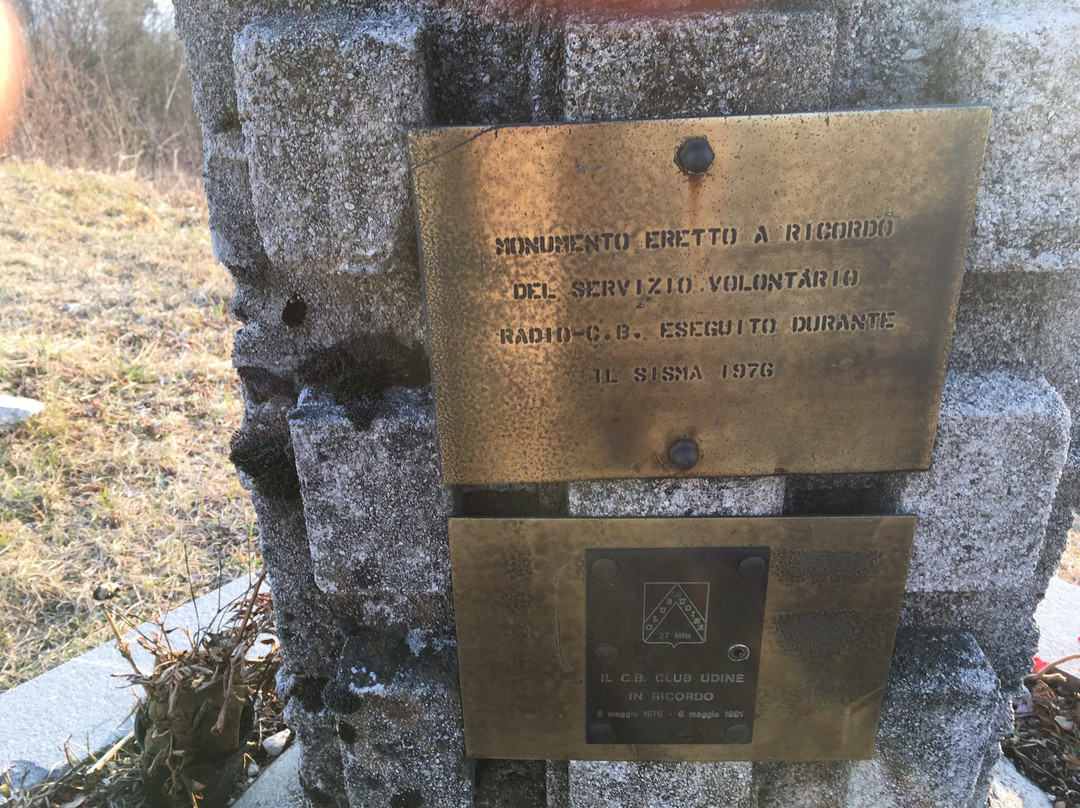 MONUMENTO ERETTO A RICORDO
DEL SERVIZIO VOLONTARIO
RADIO-C.B. ESEGUITO DURANTE
IL SISMA 1976
27 MHz
IL C.B. CLUB UDINE
IN RICORDO
6 maggio 1976 - 6 maggio 1991